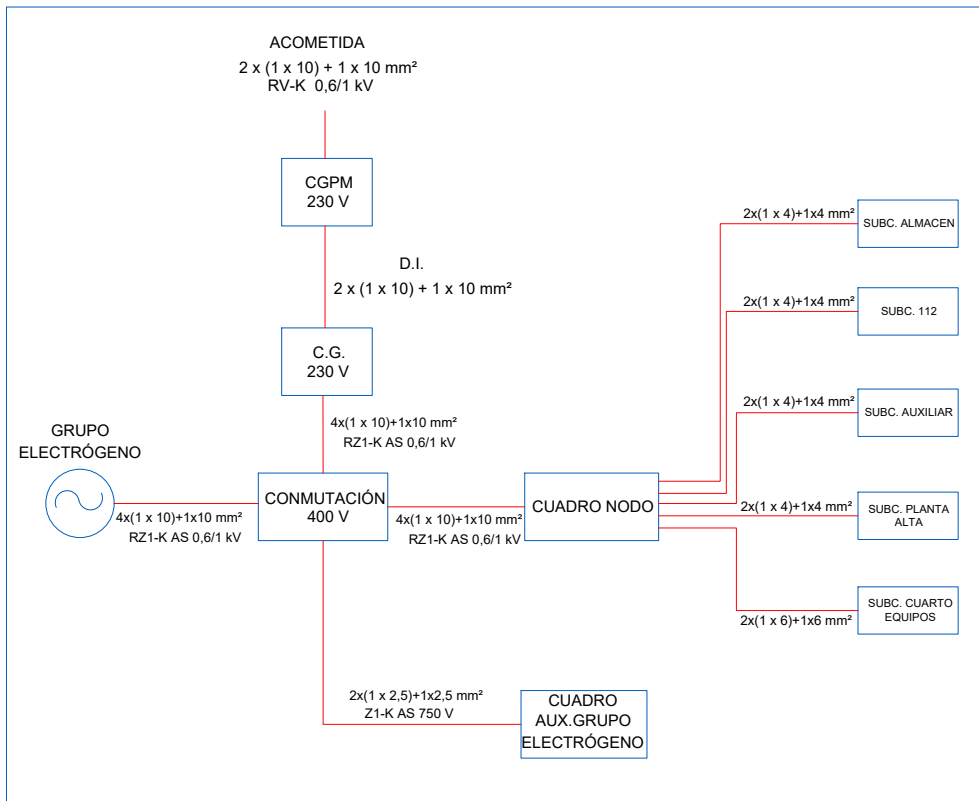 ACOMETIDA
2 x (1 x 10) + 1 x 10 mm²
RV-K 0,6/1 kV
CGPM
230 V
D.I.
2 x (1 x 10) + 1 x 10 mm²
C.G.
230 V
4x(1 x 10)+1x10 mm²
RZ1-K AS 0,6/1 kV
GRUPO
ELECTRÓGENO
4x(1 x 10)+1x10 mm²
RZ1-K AS 0,6/1 kV
CONMUTACIÓN
400 V
4x(1 x 10)+1x10 mm²
RZ1-K AS 0,6/1 kV
CUADRO NODO
2x(1 x 4)+1x4 mm²
SUBC. ALMACEN
2x(1 x 4)+1x4 mm²
SUBC. 112
2x(1 x 4)+1x4 mm²
SUBC. AUXILIAR
2x(1 x 4)+1x4 mm²
SUBC. PLANTA
ALTA
2x(1 x 6)+1x6 mm²
SUBC. CUARTO
EQUIPOS
2x(1 x 2,5)+1x2,5 mm²
Z1-K AS 750 V
CUADRO
AUX.GRUPO
ELECTRÓGENO